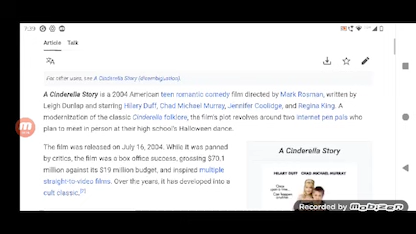 Article Talk
For other uses, see A Cinderella Story (disambiguation).
A Cinderella Story is a 2004 American teen romantic comedy film directed by Mark Rosman, written by
Leigh Dunlap and starring Hilary Duff, Chad Michael Murray, Jennifer Coolidge, and Regina King. A
modernization of the classic Cinderella folklore, the film's plot revolves around two internet pen pals who
plan to meet in person at their high school's Halloween dance.
The film was released on July 16, 2004. While it was panned
by critics, the film was a box office success, grossing $70.1
million against its $19 million budget, and inspired multiple
straight-to-video films. Over the years, it has developed into a
cult classic.
A Cinderella Story
HILARY DUFF CHAD MICHAEL MURRAY
Recorded by
MOBIZEN